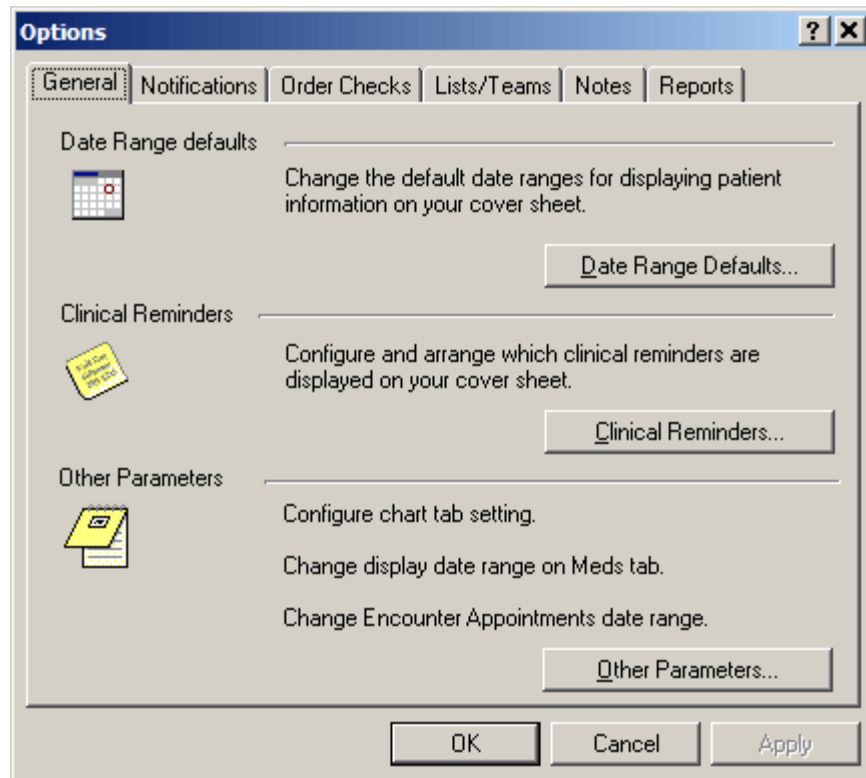 Options
General Notifications Order Checks Lists/Teams Notes Reports
Date Range defaults
Change the default date ranges for displaying patient
information on your cover sheet.
Date Range Defaults...
Clinical Reminders
Configure and arrange which clinical reminders are
displayed on your cover sheet.
Clinical Reminders...
Other Parameters
Configure chart tab setting.
Change display date range on Meds tab.
Change Encounter Appointments date range.
Other Parameters...
OK Cancel Apply